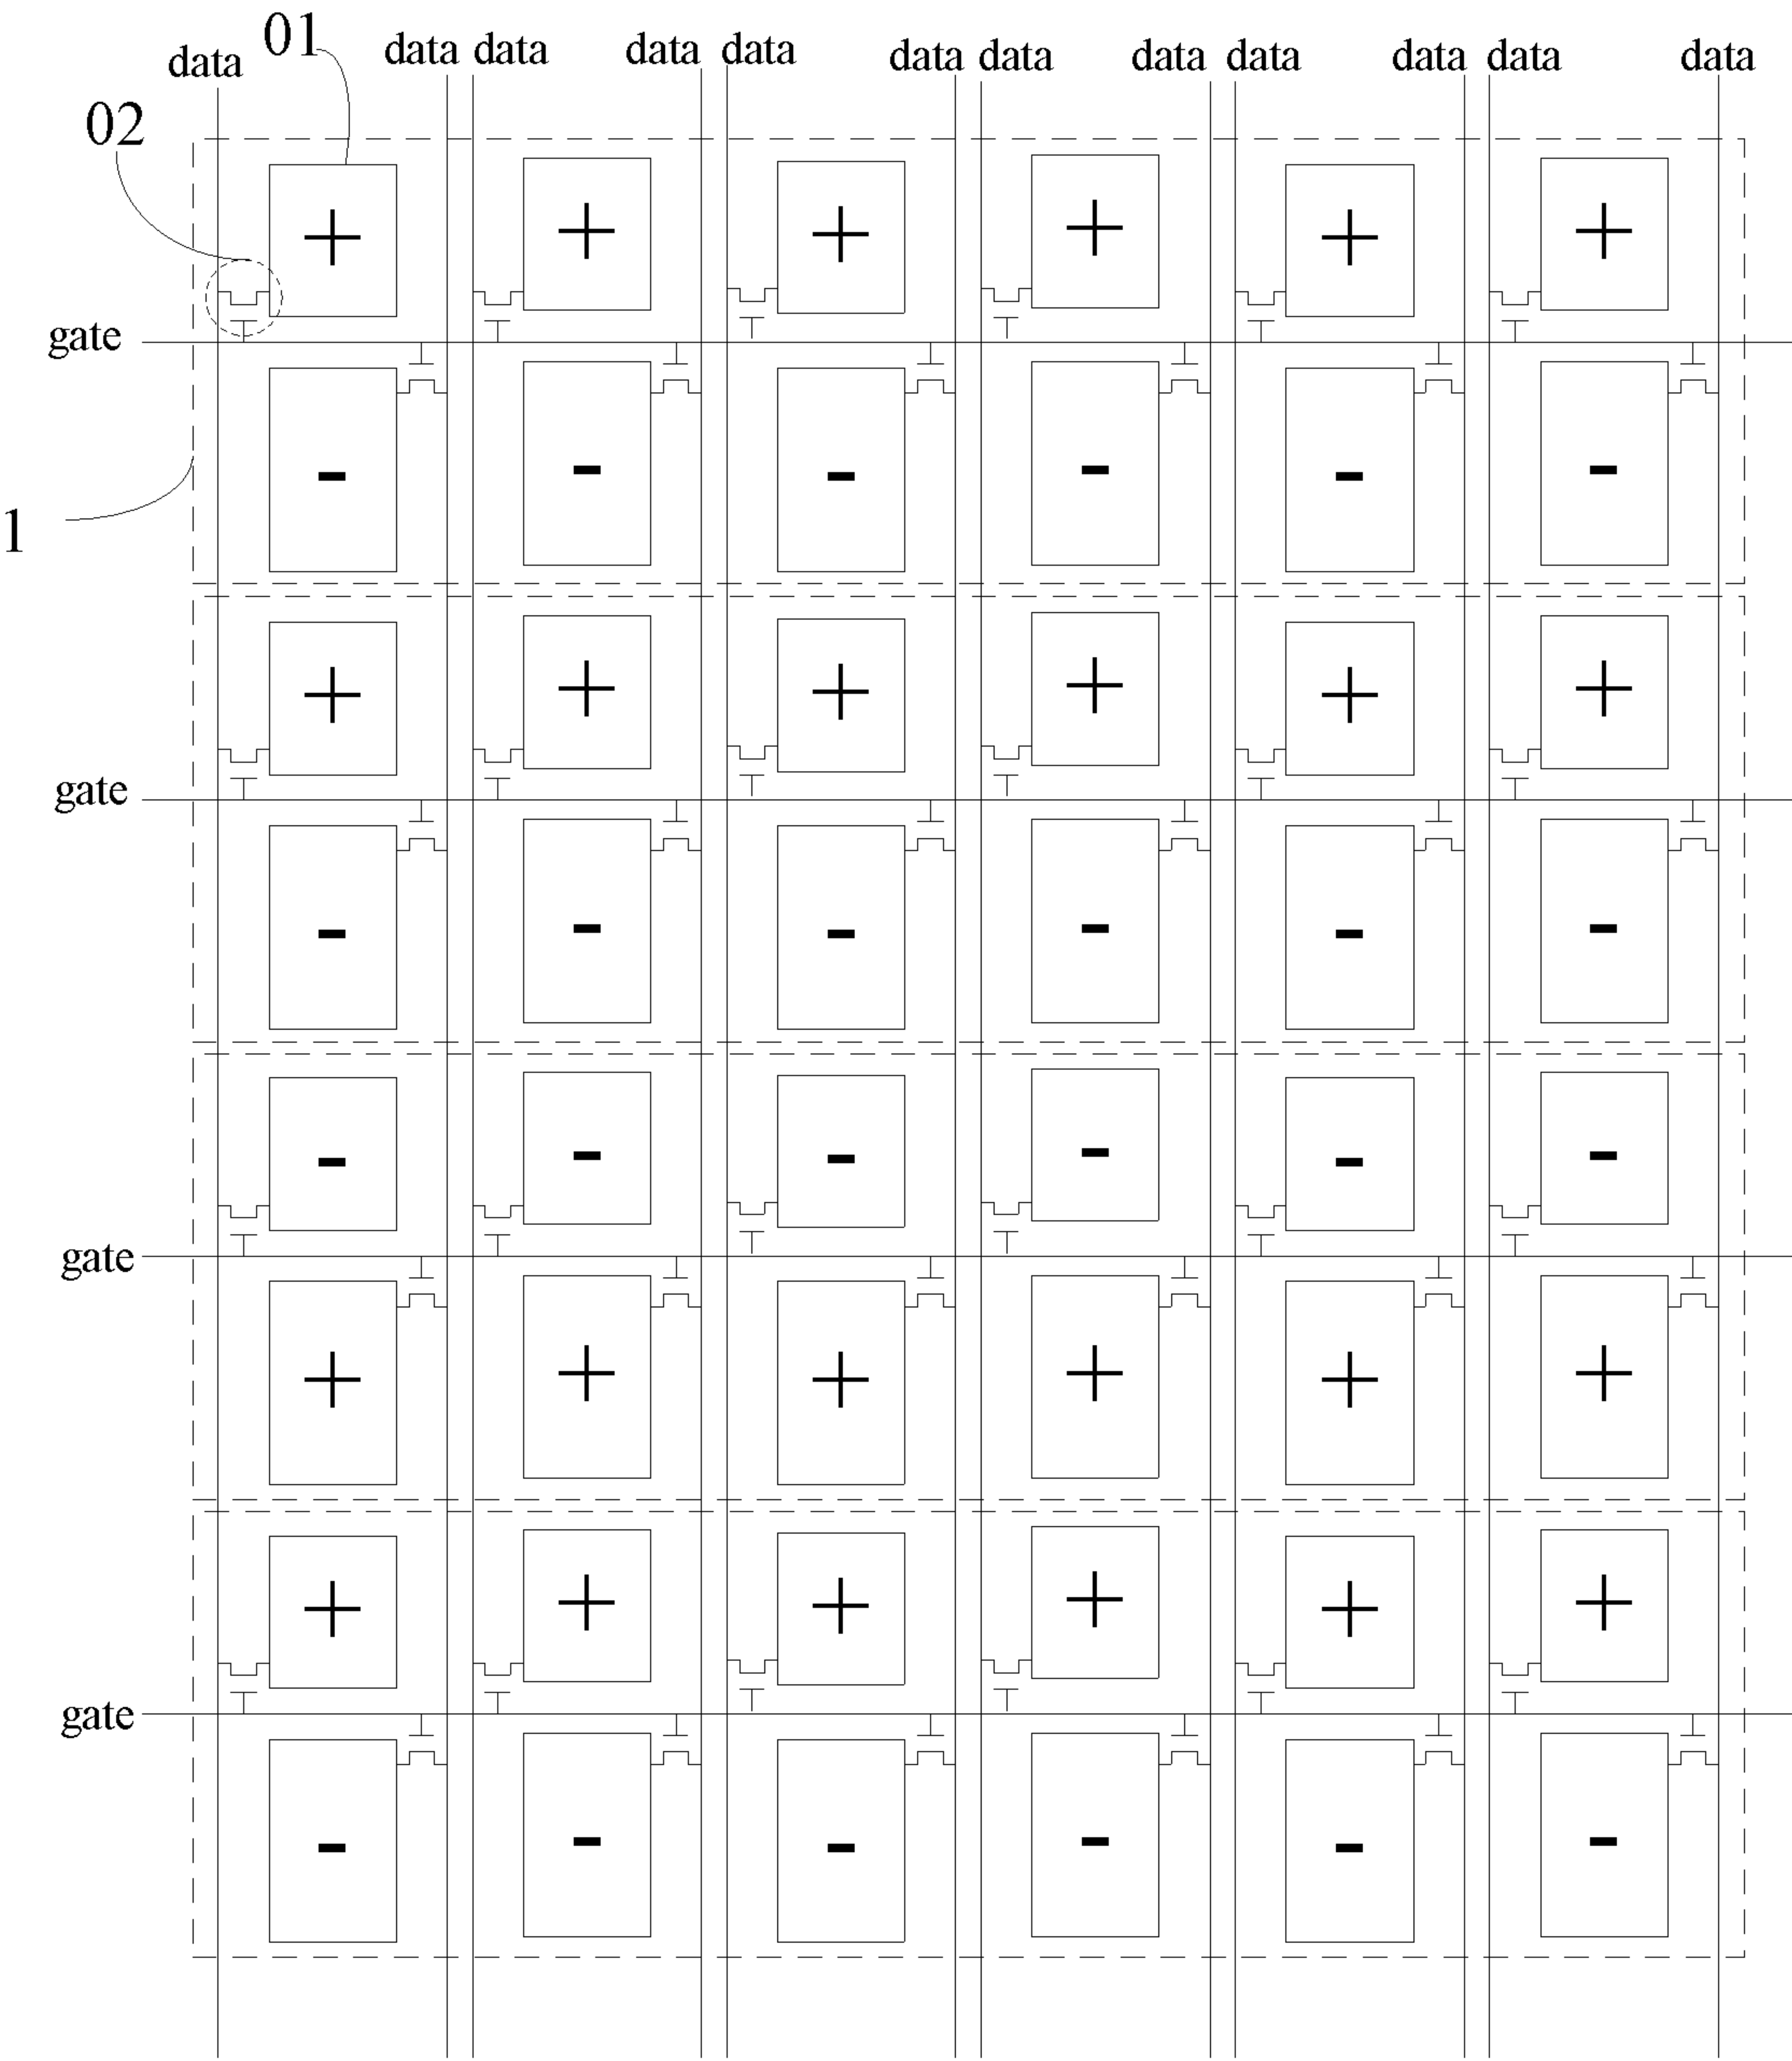 01
data data data data data data data data data data data data
02
+ + + + + +
gate
- - - - - -
1
+ + + + + +
gate
- - - - - -
- - - - - -
gate
+ + + + + +
+ + + + + +
gate
- - - - - -